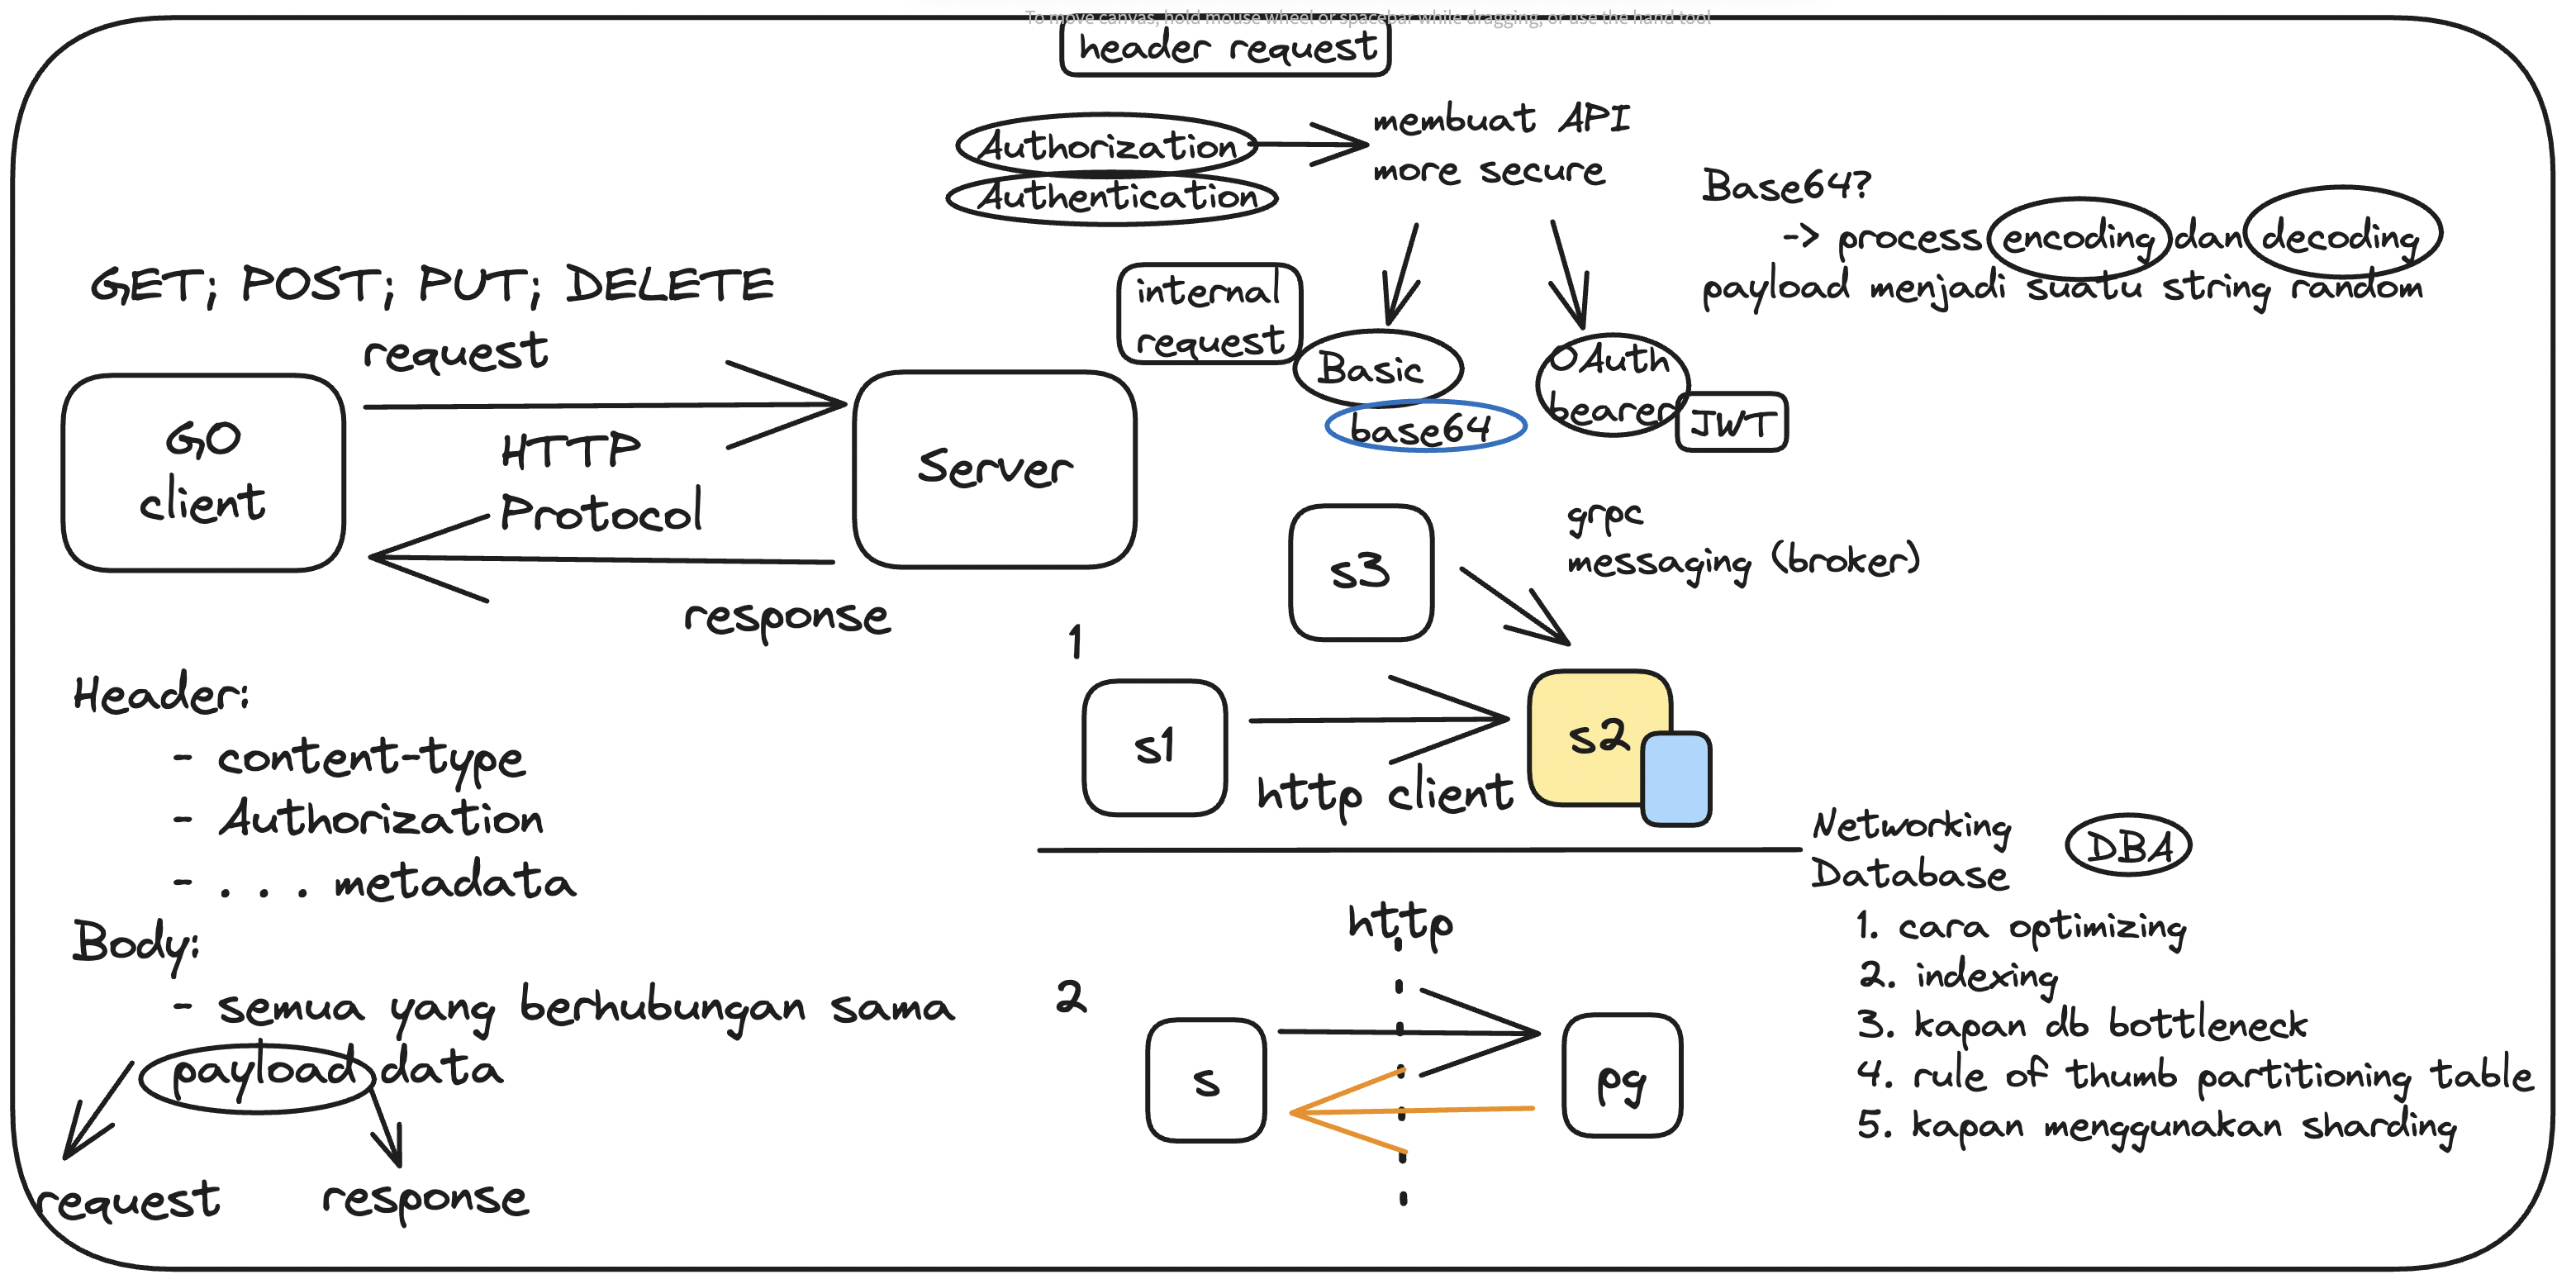 To move canvas, hold mouse wheel or spacebar while dragging, or use the hand tool
header request
Authorization
Authentication
membuat API
more secure
Base64?
-> process encoding dan decoding
payload menjadi suatu string random
internal
request
Basic
base64
OAuth
bearer
JWT
GET; POST; PUT; DELETE
request
GO
client
HTTP
Protocol
Server
response
Header:
- content-type
- Authorization
- . . . metadata
Body:
- semua yang berhubungan sama
payload data
request
response
grpc
messaging (broker)
s3
1
s1
http client
s2
Networking
Database
DBA
1. cara optimizing
2. indexing
3. kapan db bottleneck
4. rule of thumb partitioning table
5. kapan menggunakan sharding
http
2
s
pg